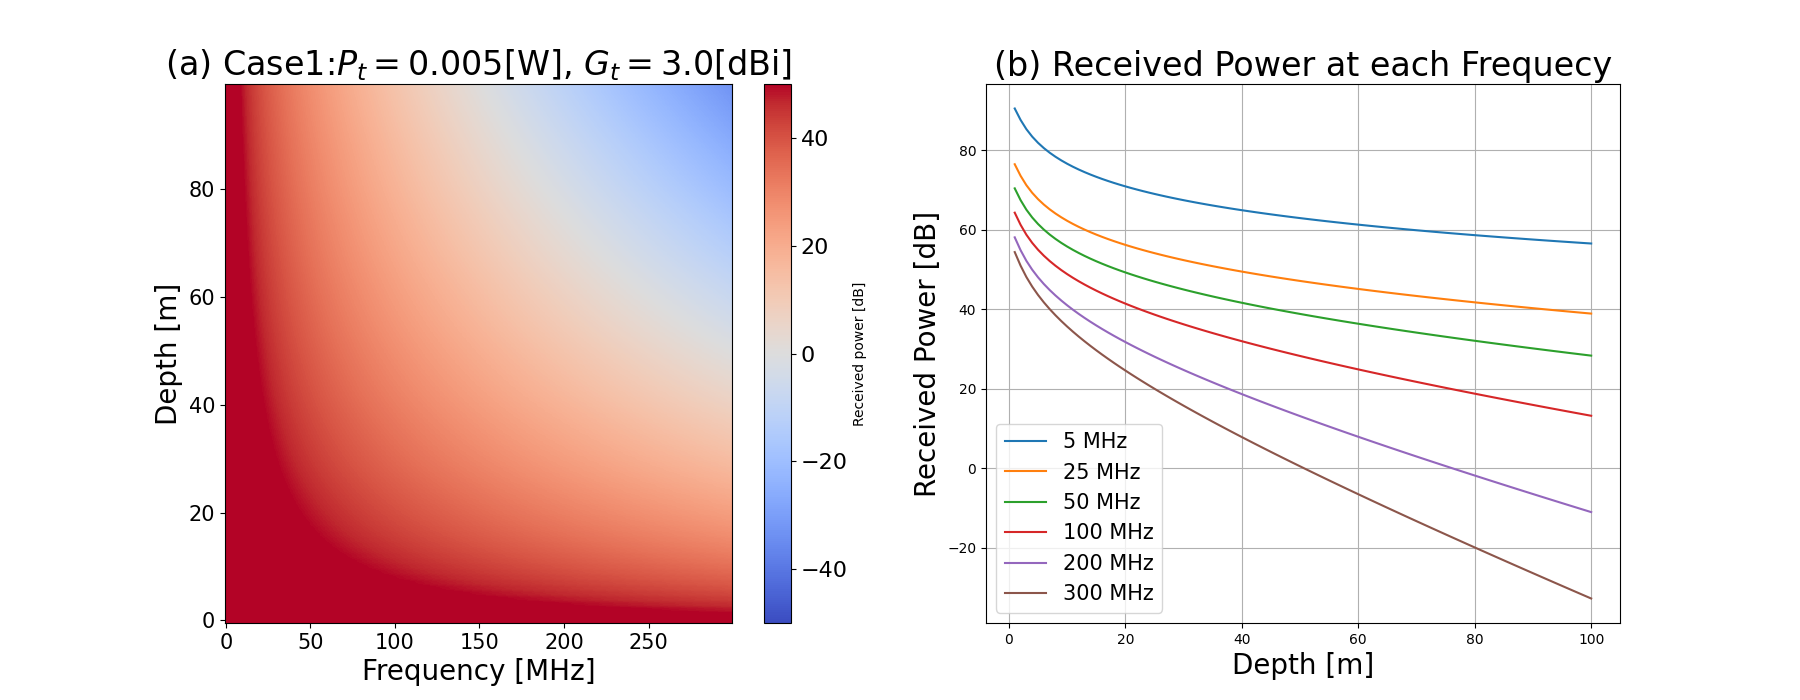 (a) Case1:P_t = 0.005[W], G_t = 3.0[dBi]
80
60
40
20
0
Depth [m]
0 50 100 150 200 250
Frequency [MHz]
40
20
0
−20
−40
Received power [dB]
(b) Received Power at each Frequecy
80
60
40
20
0
−20
Received Power [dB]
5 MHz
25 MHz
50 MHz
100 MHz
200 MHz
300 MHz
0 20 40 60 80 100
Depth [m]